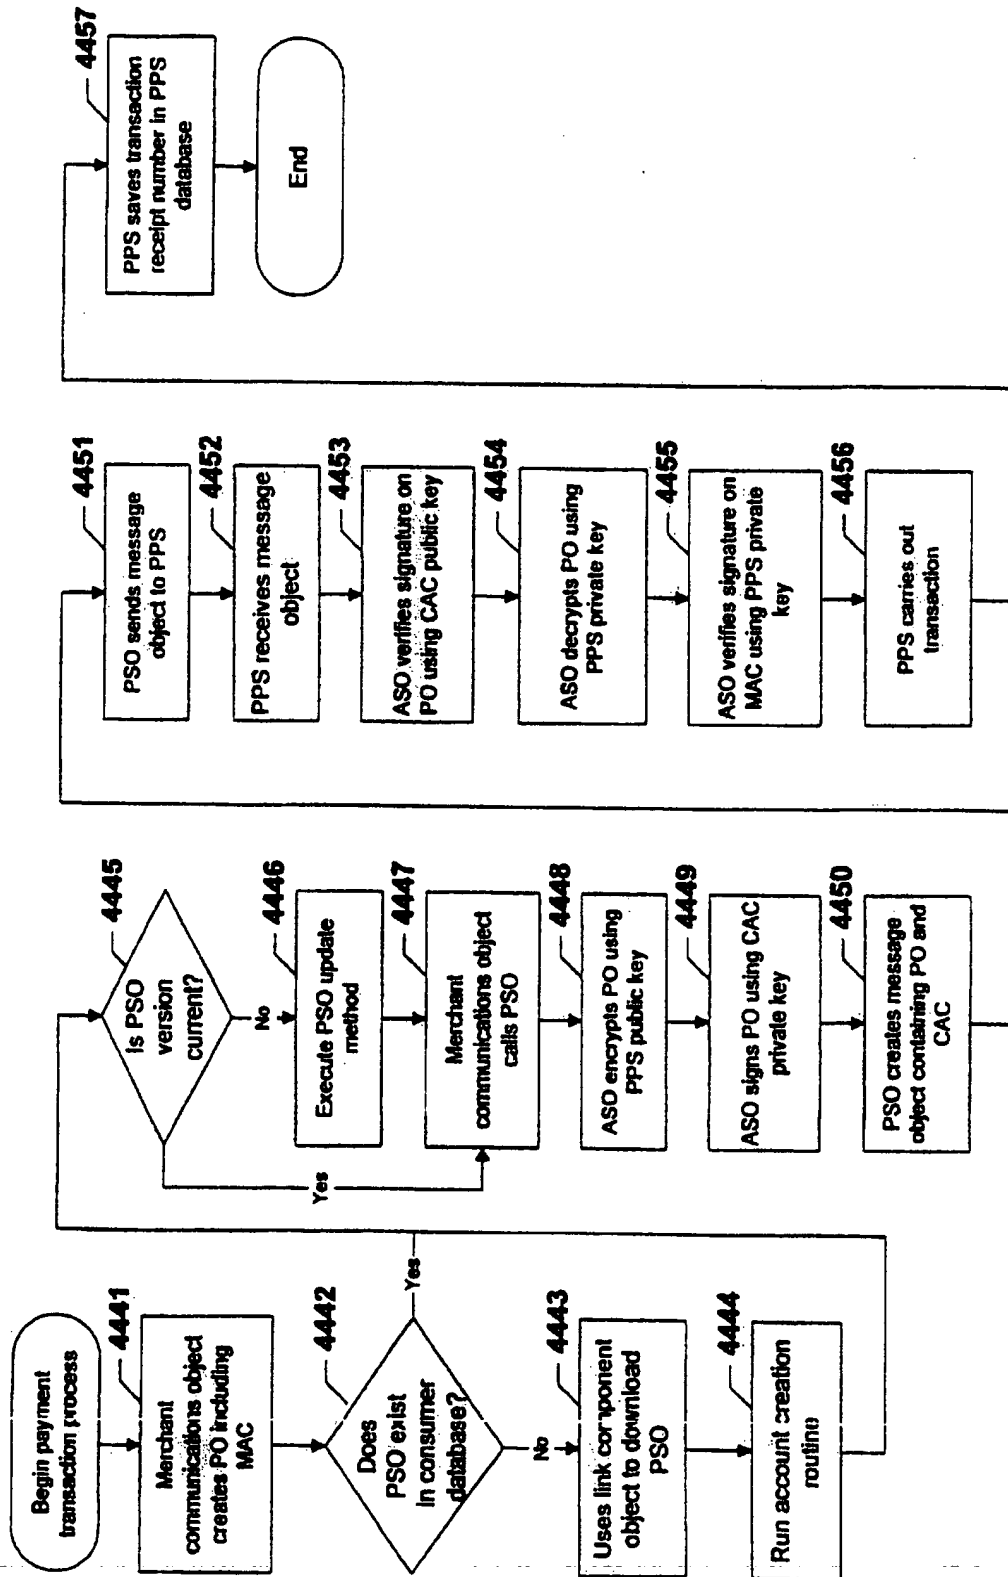 Begin payment
transaction process
4441
Merchant
communications object
creates PO including
MAC
4442
Does
PSO exist
in consumer
database?
Yes
No
4443
Uses link component
object to download
PSO
4444
Run account creation
routine
4445
Is PSO
version
current?
Yes
No
4446
Execute PSO update
method
4447
Merchant
communications object
calls PSO
4448
ASO encrypts PO using
PPS public key
4449
ASO signs PO using CAC
private key
4450
PSO creates message
object containing PO and
CAC
4451
PSO sends message
object to PPS
4452
PPS receives message
object
4453
ASO verifies signature on
PO using CAC public key
4454
ASO decrypts PO using
PPS private key
4455
ASO verifies signature on
MAC using PPS private
key
4456
PPS carries out
transaction
4457
PPS saves transaction
receipt number in PPS
database
End